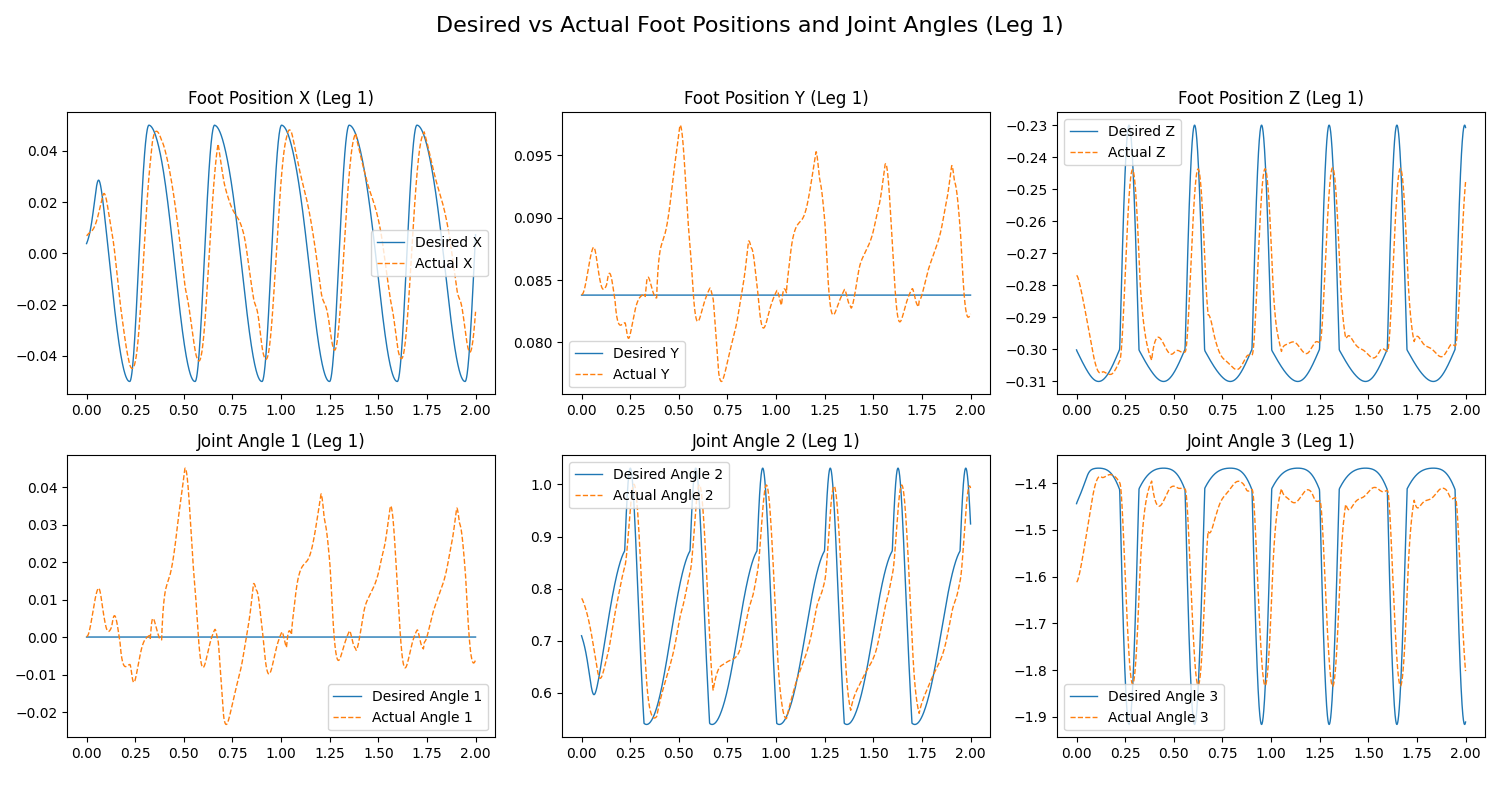 Desired vs Actual Foot Positions and Joint Angles (Leg 1)
Foot Position X (Leg 1)
0.04
0.02
0.00
−0.02
−0.04
Desired X
Actual X
0.00 0.25 0.50 0.75 1.00 1.25 1.50 1.75 2.00
Foot Position Y (Leg 1)
0.095
0.090
0.085
0.080
Desired Y
Actual Y
0.00 0.25 0.50 0.75 1.00 1.25 1.50 1.75 2.00
Foot Position Z (Leg 1)
−0.23
−0.24
−0.25
−0.26
−0.27
−0.28
−0.29
−0.30
−0.31
Desired Z
Actual Z
0.00 0.25 0.50 0.75 1.00 1.25 1.50 1.75 2.00
Joint Angle 1 (Leg 1)
0.04
0.03
0.02
0.01
0.00
−0.01
−0.02
Desired Angle 1
Actual Angle 1
0.00 0.25 0.50 0.75 1.00 1.25 1.50 1.75 2.00
Joint Angle 2 (Leg 1)
1.0
0.9
0.8
0.7
0.6
Desired Angle 2
Actual Angle 2
0.00 0.25 0.50 0.75 1.00 1.25 1.50 1.75 2.00
Joint Angle 3 (Leg 1)
−1.4
−1.5
−1.6
−1.7
−1.8
−1.9
Desired Angle 3
Actual Angle 3
0.00 0.25 0.50 0.75 1.00 1.25 1.50 1.75 2.00